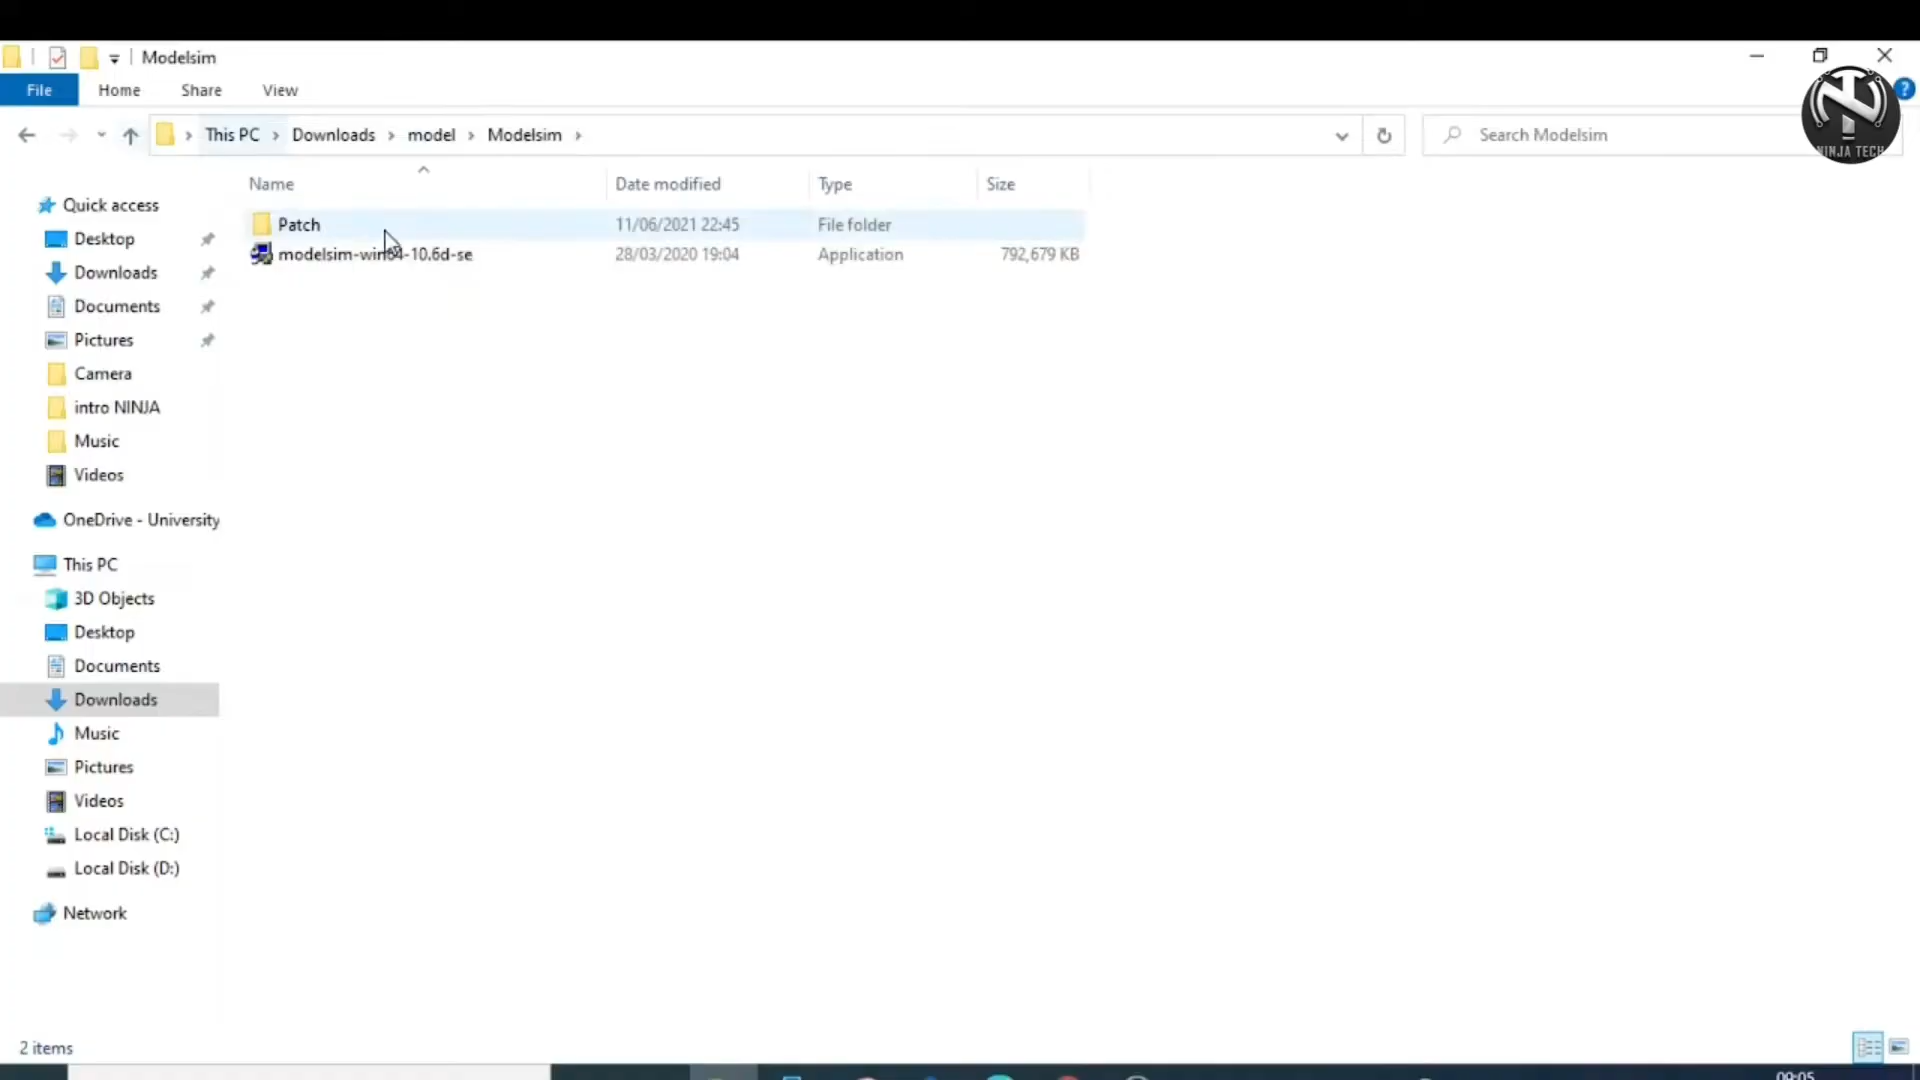 Modelsim
File Home Share View ?
NINJA TECH
This PC Downloads model Modelsim
Search Modelsim
Name Date modified Type Size
Patch 11/06/2021 22:45 File folder
modelsim-win64-10.6d-se 28/03/2020 19:04 Application 792,679 KB
Quick access
Desktop
Downloads
Documents
Pictures
Camera
intro NINJA
Music
Videos
OneDrive - University
This PC
3D Objects
Desktop
Documents
Downloads
Music
Pictures
Videos
Local Disk (C:)
Local Disk (D:)
Network
2 items
09:05